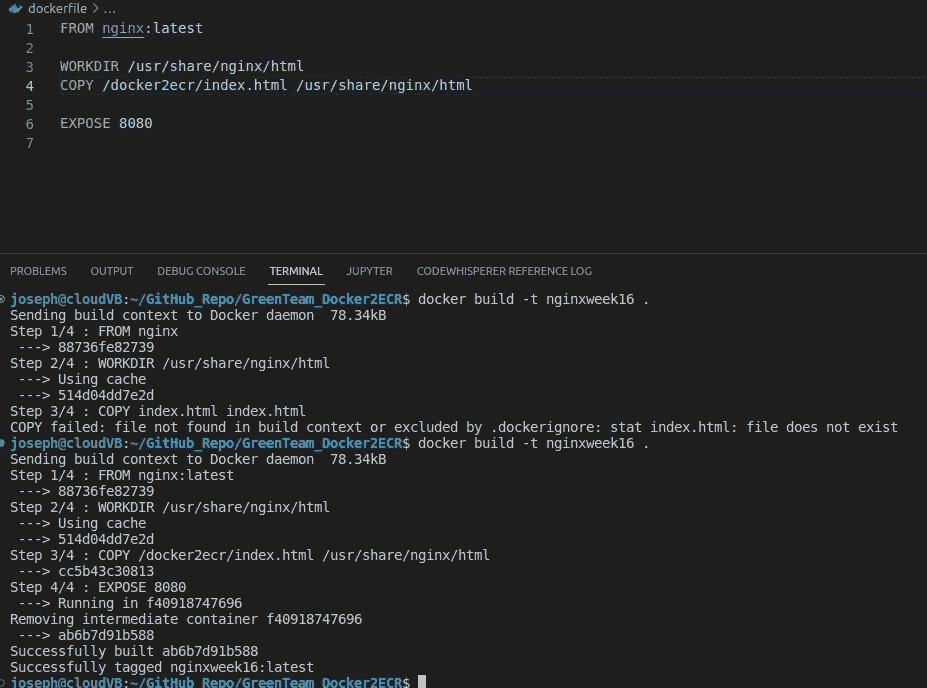 dockerfile > ...
1 FROM nginx:latest
2
3 WORKDIR /usr/share/nginx/html
4 COPY /docker2ecr/index.html /usr/share/nginx/html
5
6 EXPOSE 8080
7
PROBLEMS OUTPUT DEBUG CONSOLE TERMINAL JUPYTER CODEWHISPERER REFERENCE LOG
joseph@cloudVB:~/GitHub_Repo/GreenTeam_Docker2ECR$ docker build -t nginxweek16 .
Sending build context to Docker daemon  78.34kB
Step 1/4 : FROM nginx
 ---> 88736fe82739
Step 2/4 : WORKDIR /usr/share/nginx/html
 ---> Using cache
 ---> 514d04dd7e2d
Step 3/4 : COPY index.html index.html
COPY failed: file not found in build context or excluded by .dockerignore: stat index.html: file does not exist
joseph@cloudVB:~/GitHub_Repo/GreenTeam_Docker2ECR$ docker build -t nginxweek16 .
Sending build context to Docker daemon  78.34kB
Step 1/4 : FROM nginx:latest
 ---> 88736fe82739
Step 2/4 : WORKDIR /usr/share/nginx/html
 ---> Using cache
 ---> 514d04dd7e2d
Step 3/4 : COPY /docker2ecr/index.html /usr/share/nginx/html
 ---> cc5b43c30813
Step 4/4 : EXPOSE 8080
 ---> Running in f40918747696
Removing intermediate container f40918747696
 ---> ab6b7d91b588
Successfully built ab6b7d91b588
Successfully tagged nginxweek16:latest
joseph@cloudVB:~/GitHub_Repo/GreenTeam_Docker2ECR$